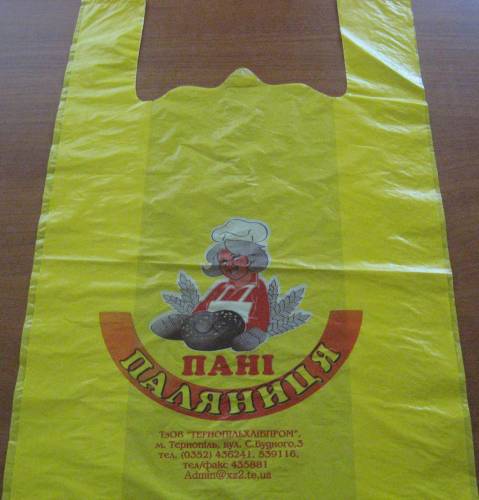 ПАНІ
ПАЛЯНИЦЯ
ТзОВ "ТЕРНОПІЛЬХЛІБПРОМ",
м. Тернопіль, вул. С.Будного,3
тел. (0352) 436241, 539116,
тел/факс 435881
Admin@xz2.te.ua